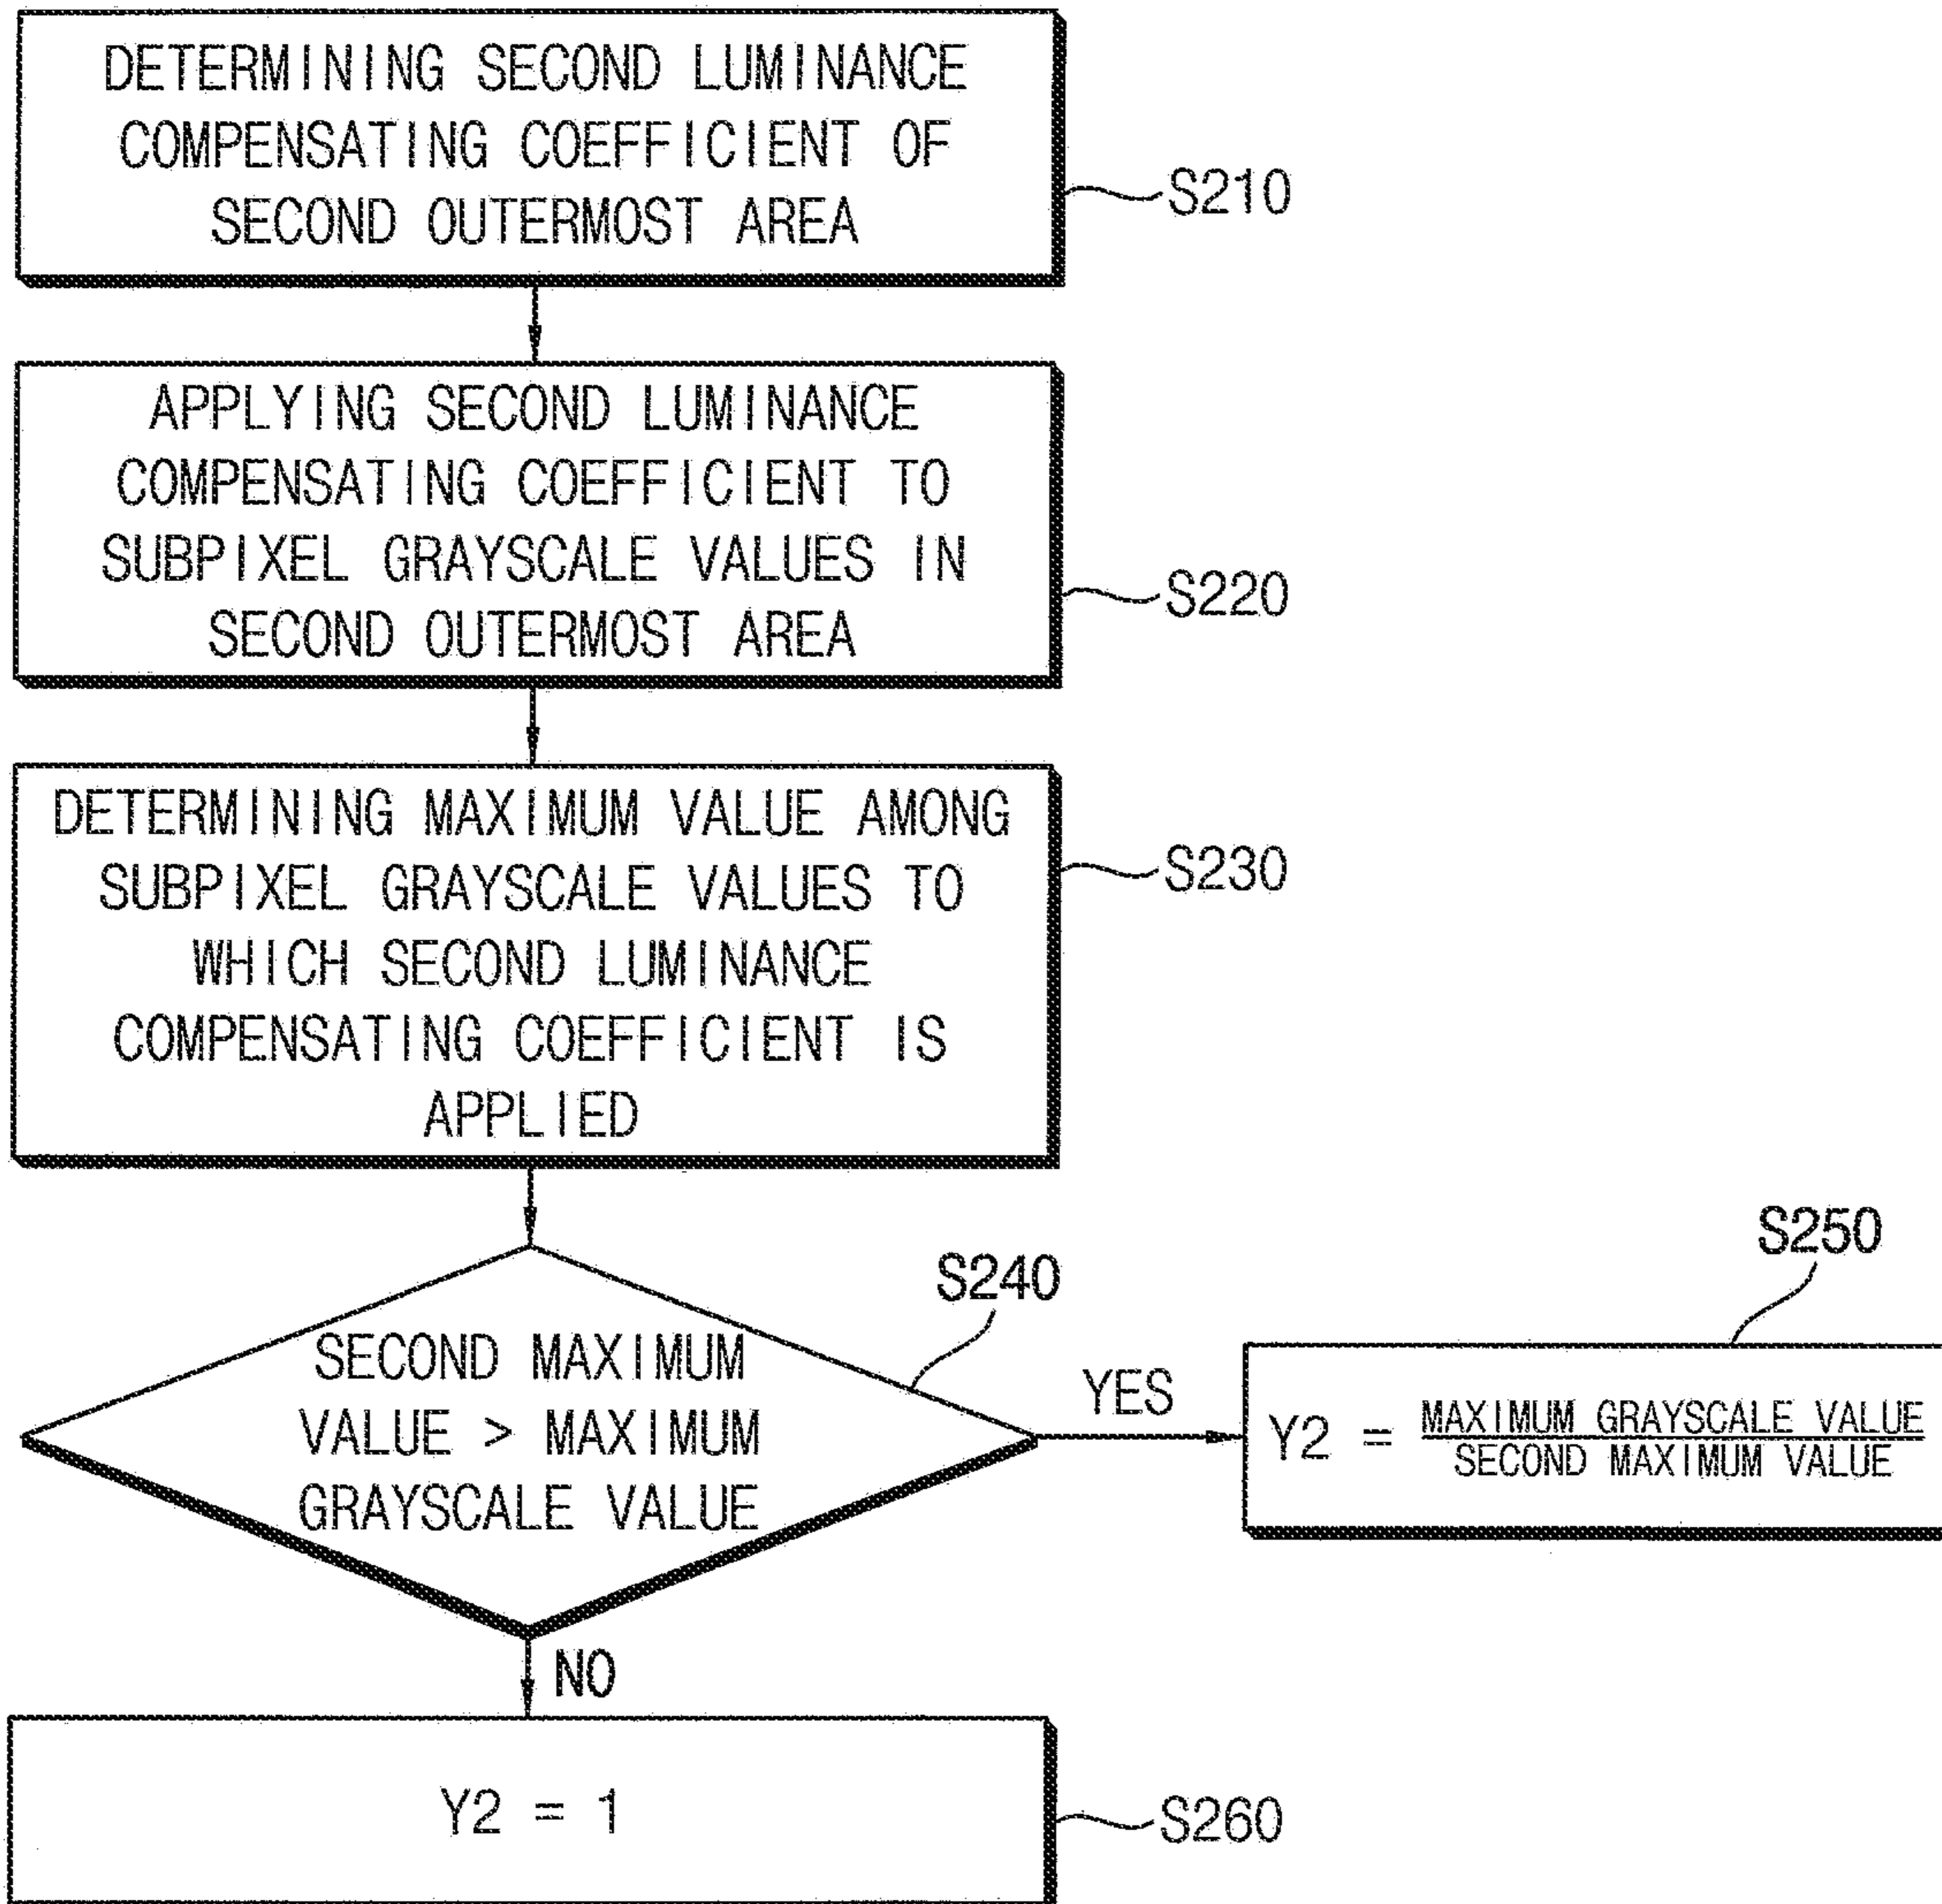 DETERMINING SECOND LUMINANCE
COMPENSATING COEFFICIENT OF
SECOND OUTERMOST AREA
S210
APPLYING SECOND LUMINANCE
COMPENSATING COEFFICIENT TO
SUBPIXEL GRAYSCALE VALUES IN
SECOND OUTERMOST AREA
S220
DETERMINING MAXIMUM VALUE AMONG
SUBPIXEL GRAYSCALE VALUES TO
WHICH SECOND LUMINANCE
COMPENSATING COEFFICIENT IS
APPLIED
S230
SECOND MAXIMUM
VALUE > MAXIMUM
GRAYSCALE VALUE
S240
YES
S250
Y2 = MAXIMUM GRAYSCALE VALUE
SECOND MAXIMUM VALUE
NO
Y2 = 1
S260